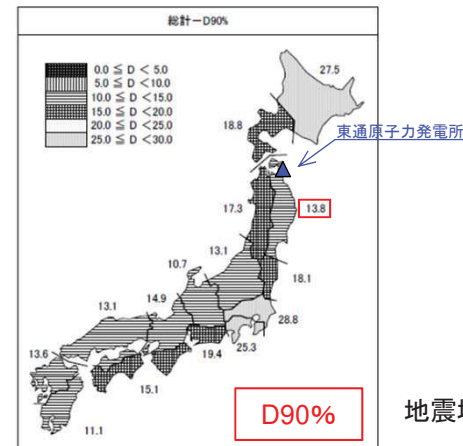 総計－D90%
0.0 ≦ D ＜ 5.0
5.0 ≦ D ＜10.0
10.0 ≦ D ＜15.0
15.0 ≦ D ＜20.0
20.0 ≦ D ＜25.0
25.0 ≦ D ＜30.0
27.5
18.8
東通原子力発電所
17.3
13.8
13.1
10.7
18.1
14.9
13.1
28.8
13.6
19.4
25.3
15.1
11.1
D90%
地震